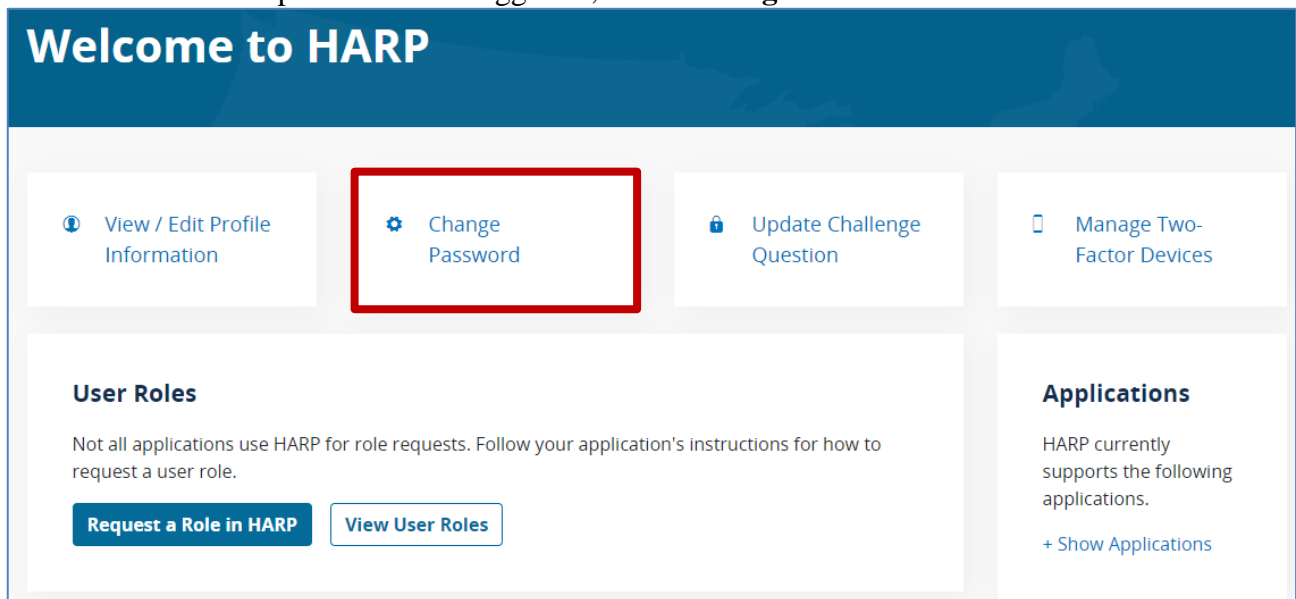 Welcome to HARP
View / Edit Profile
Information
Change
Password
Update Challenge
Question
Manage Two-
Factor Devices
User Roles
Not all applications use HARP for role requests. Follow your application's instructions for how to
request a user role.
Request a Role in HARP
View User Roles
Applications
HARP currently
supports the following
applications.
+ Show Applications